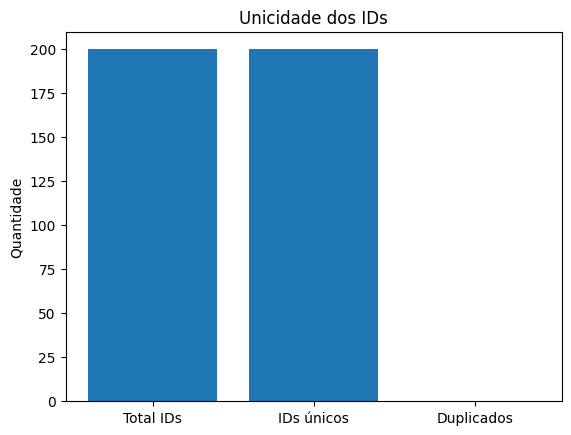 Unicidade dos IDs
Quantidade
200
175
150
125
100
75
50
25
0
Total IDs
IDs únicos
Duplicados